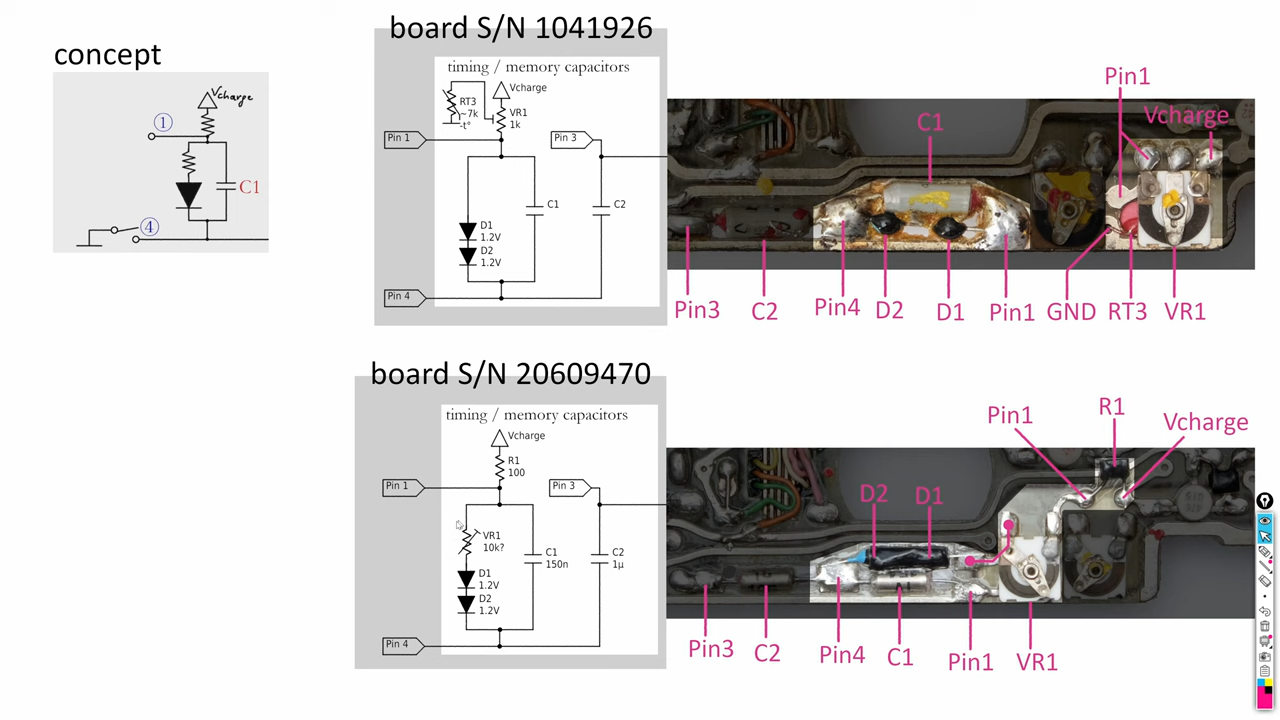 concept
Vcharge
1
C1
4
board S/N 1041926
timing / memory capacitors
Vcharge
RT3
~7k
-t°
VR1
1k
Pin 1
Pin 3
C1
C2
D1
1.2V
D2
1.2V
Pin 4
Pin1
Vcharge
C1
Pin3
C2
Pin4
D2
D1
Pin1
GND
RT3
VR1
board S/N 20609470
timing / memory capacitors
Vcharge
R1
100
Pin 1
Pin 3
VR1
10k?
C1
150n
C2
1µ
D1
1.2V
D2
1.2V
Pin 4
R1
Pin1
Vcharge
D2
D1
Pin3
C2
Pin4
C1
Pin1
VR1